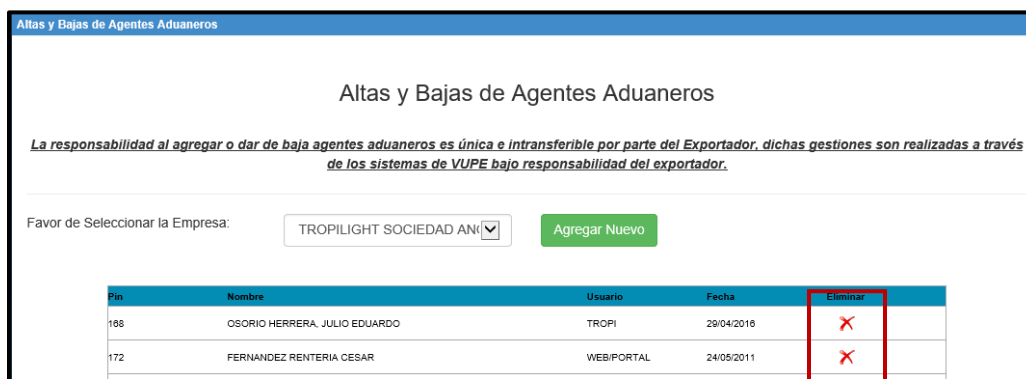 Altas y Bajas de Agentes Aduaneros
Altas y Bajas de Agentes Aduaneros
La responsabilidad al agregar o dar de baja agentes aduaneros es única e intransferible por parte del Exportador, dichas gestiones son realizadas a través
de los sistemas de VUPE bajo responsabilidad del exportador.
Favor de Seleccionar la Empresa: TROPILIGHT SOCIEDAD Agregar Nuevo
Pin Nombre Usuario Fecha Eliminar
168 OSORIO HERRERA, JULIO EDUARDO TROPI 29/04/2016
172 FERNANDEZ RENTERIA CESAR WEB/PORTAL 24/05/2011